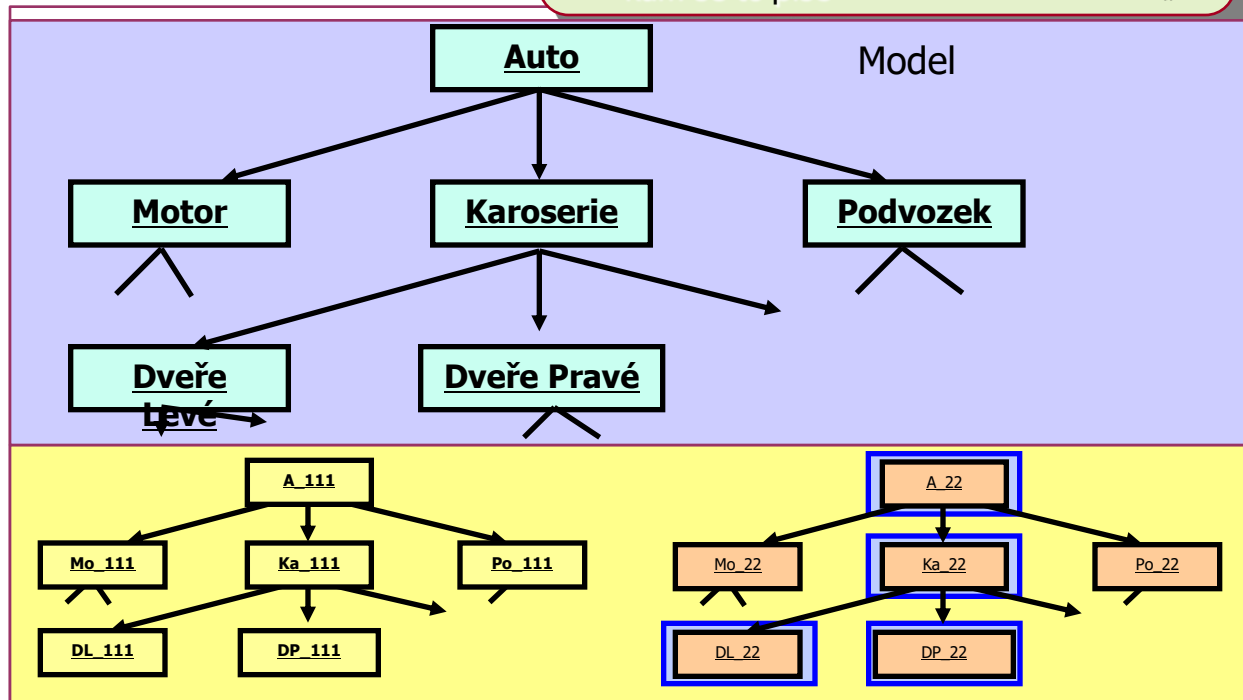 Auto
Model
Motor
Karoserie
Podvozek
Dveře
Levé
Dveře Pravé
A_111
A_22
Mo_111
Ka_111
Po_111
Mo_22
Ka_22
Po_22
DL_111
DP_111
DL_22
DP_22